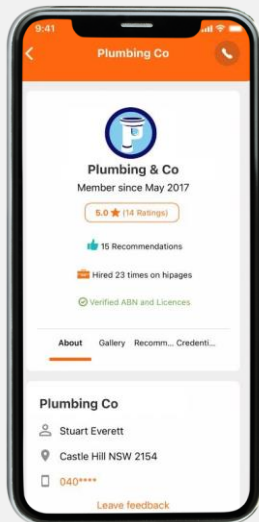 9:41
Plumbing Co
P
Plumbing & Co
Member since May 2017
5.0 ★ (14 Ratings)
15 Recommendations
Hired 23 times on hipages
Verified ABN and Licences
About Gallery Recomm... Credenti...
Plumbing Co
Stuart Everett
Castle Hill NSW 2154
040****
Leave feedback